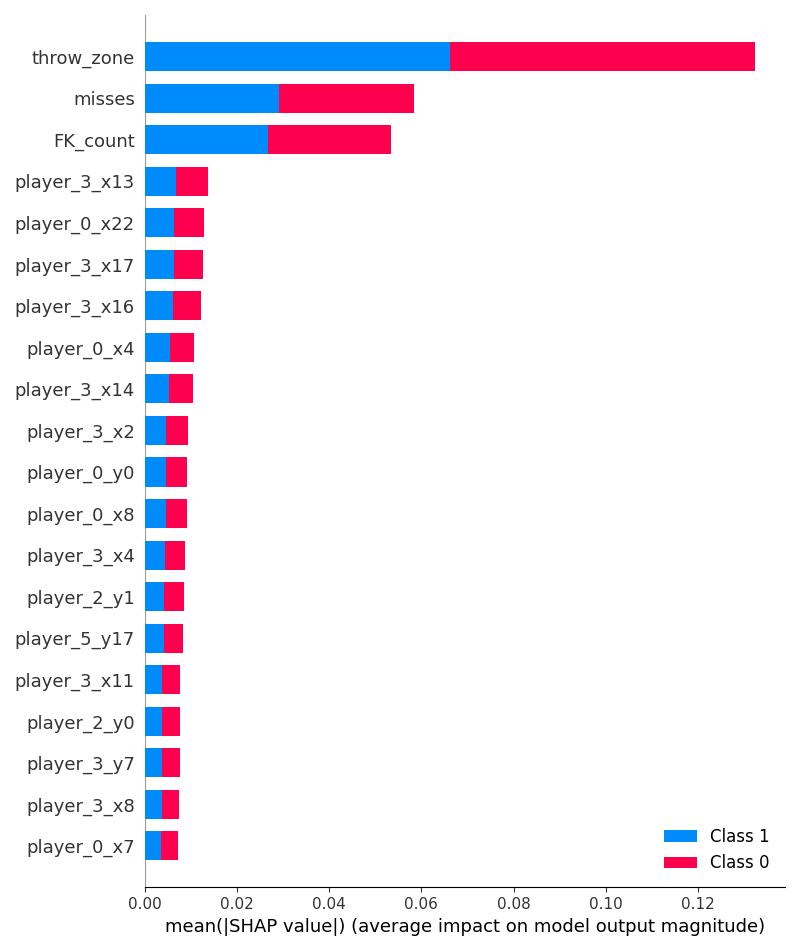 throw_zone
misses
FK_count
player_3_x13
player_0_x22
player_3_x17
player_3_x16
player_0_x4
player_3_x14
player_3_x2
player_0_y0
player_0_x8
player_3_x4
player_2_y1
player_5_y17
player_3_x11
player_2_y0
player_3_y7
player_3_x8
player_0_x7
Class 1
Class 0
0.00 0.02 0.04 0.06 0.08 0.10 0.12
mean(|SHAP value|) (average impact on model output magnitude)